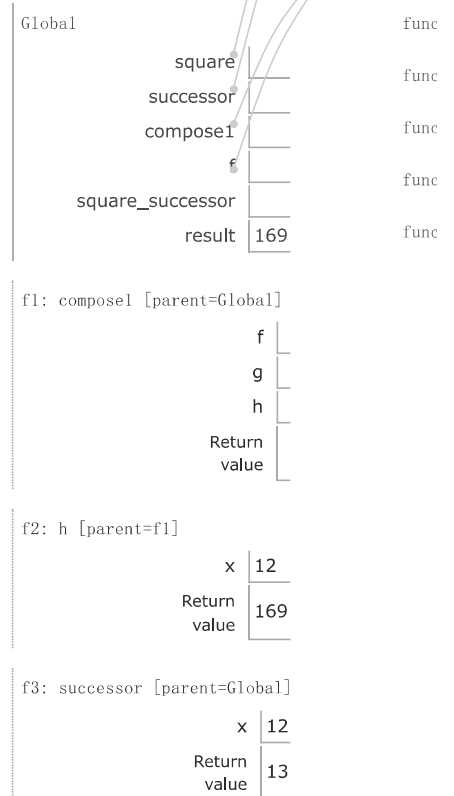 Global
func
square
func
successor
compose1
func
f
func
square_successor
result 169
func
f1: compose1 [parent=Global]
f
g
h
Return
value
f2: h [parent=f1]
x 12
Return
value 169
f3: successor [parent=Global]
x 12
Return
value 13